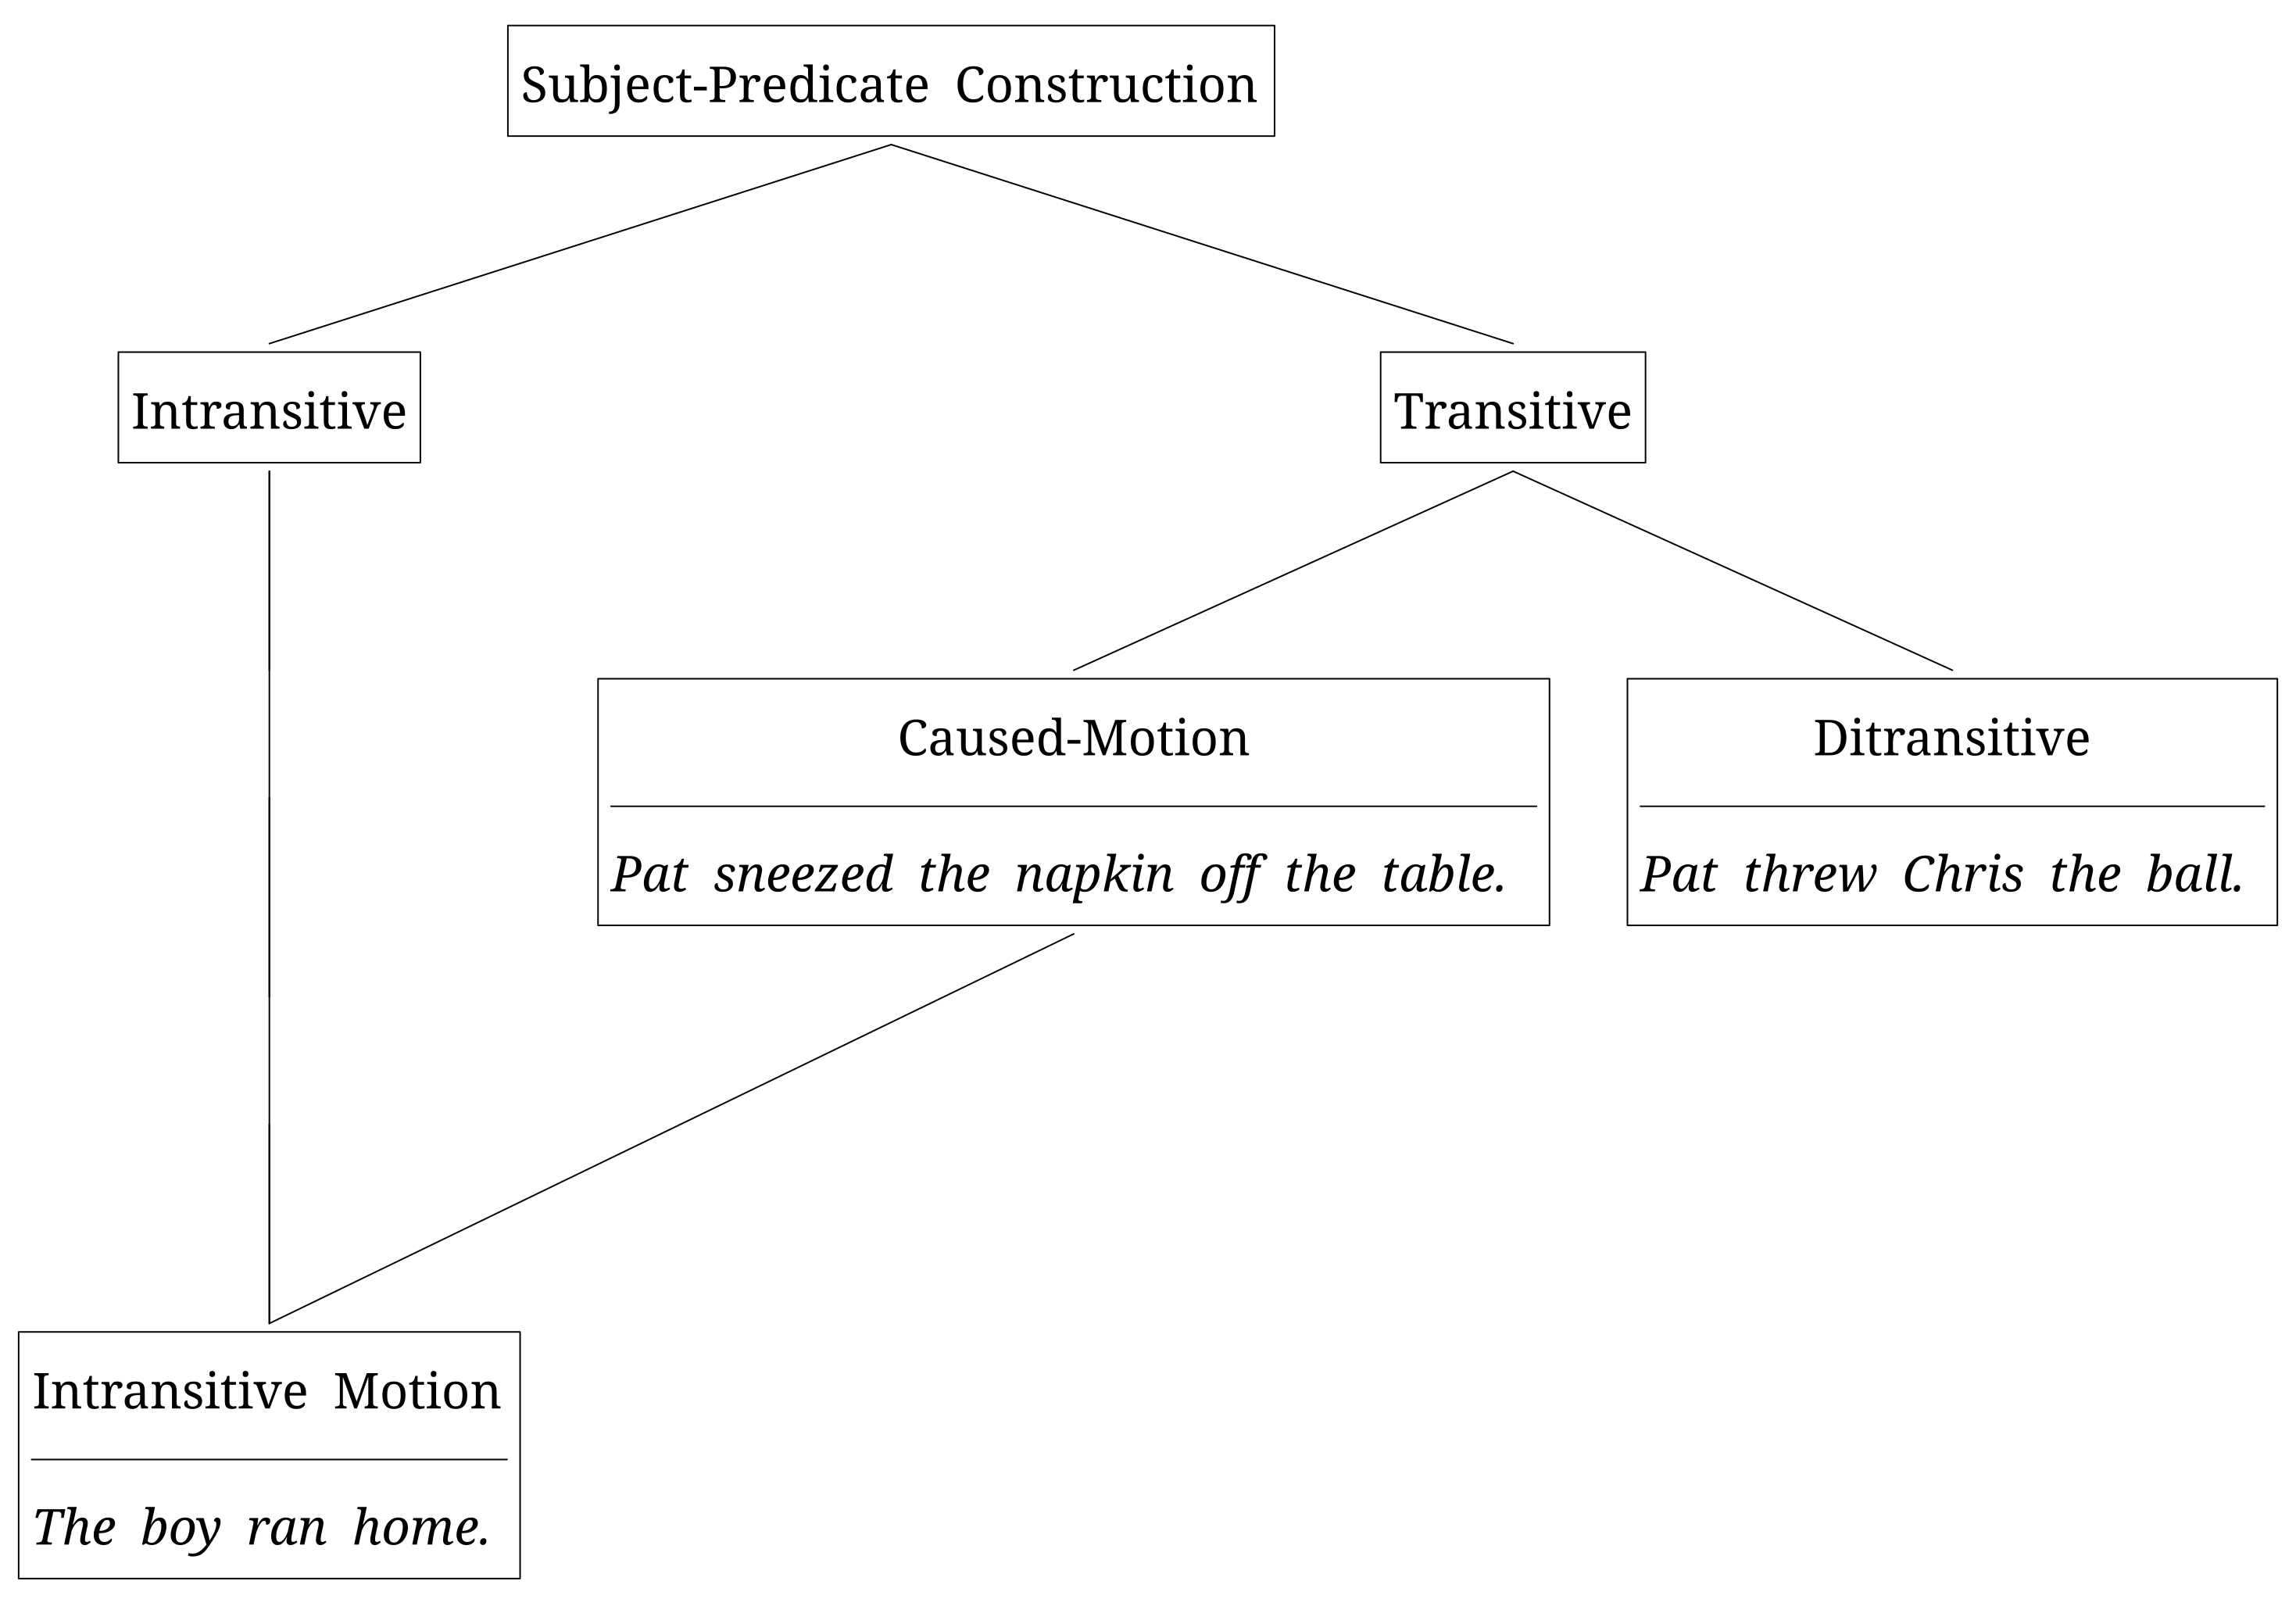 Subject-Predicate Construction
Intransitive
Transitive
Caused-Motion
Pat sneezed the napkin off the table.
Ditransitive
Pat threw Chris the ball.
Intransitive Motion
The boy ran home.